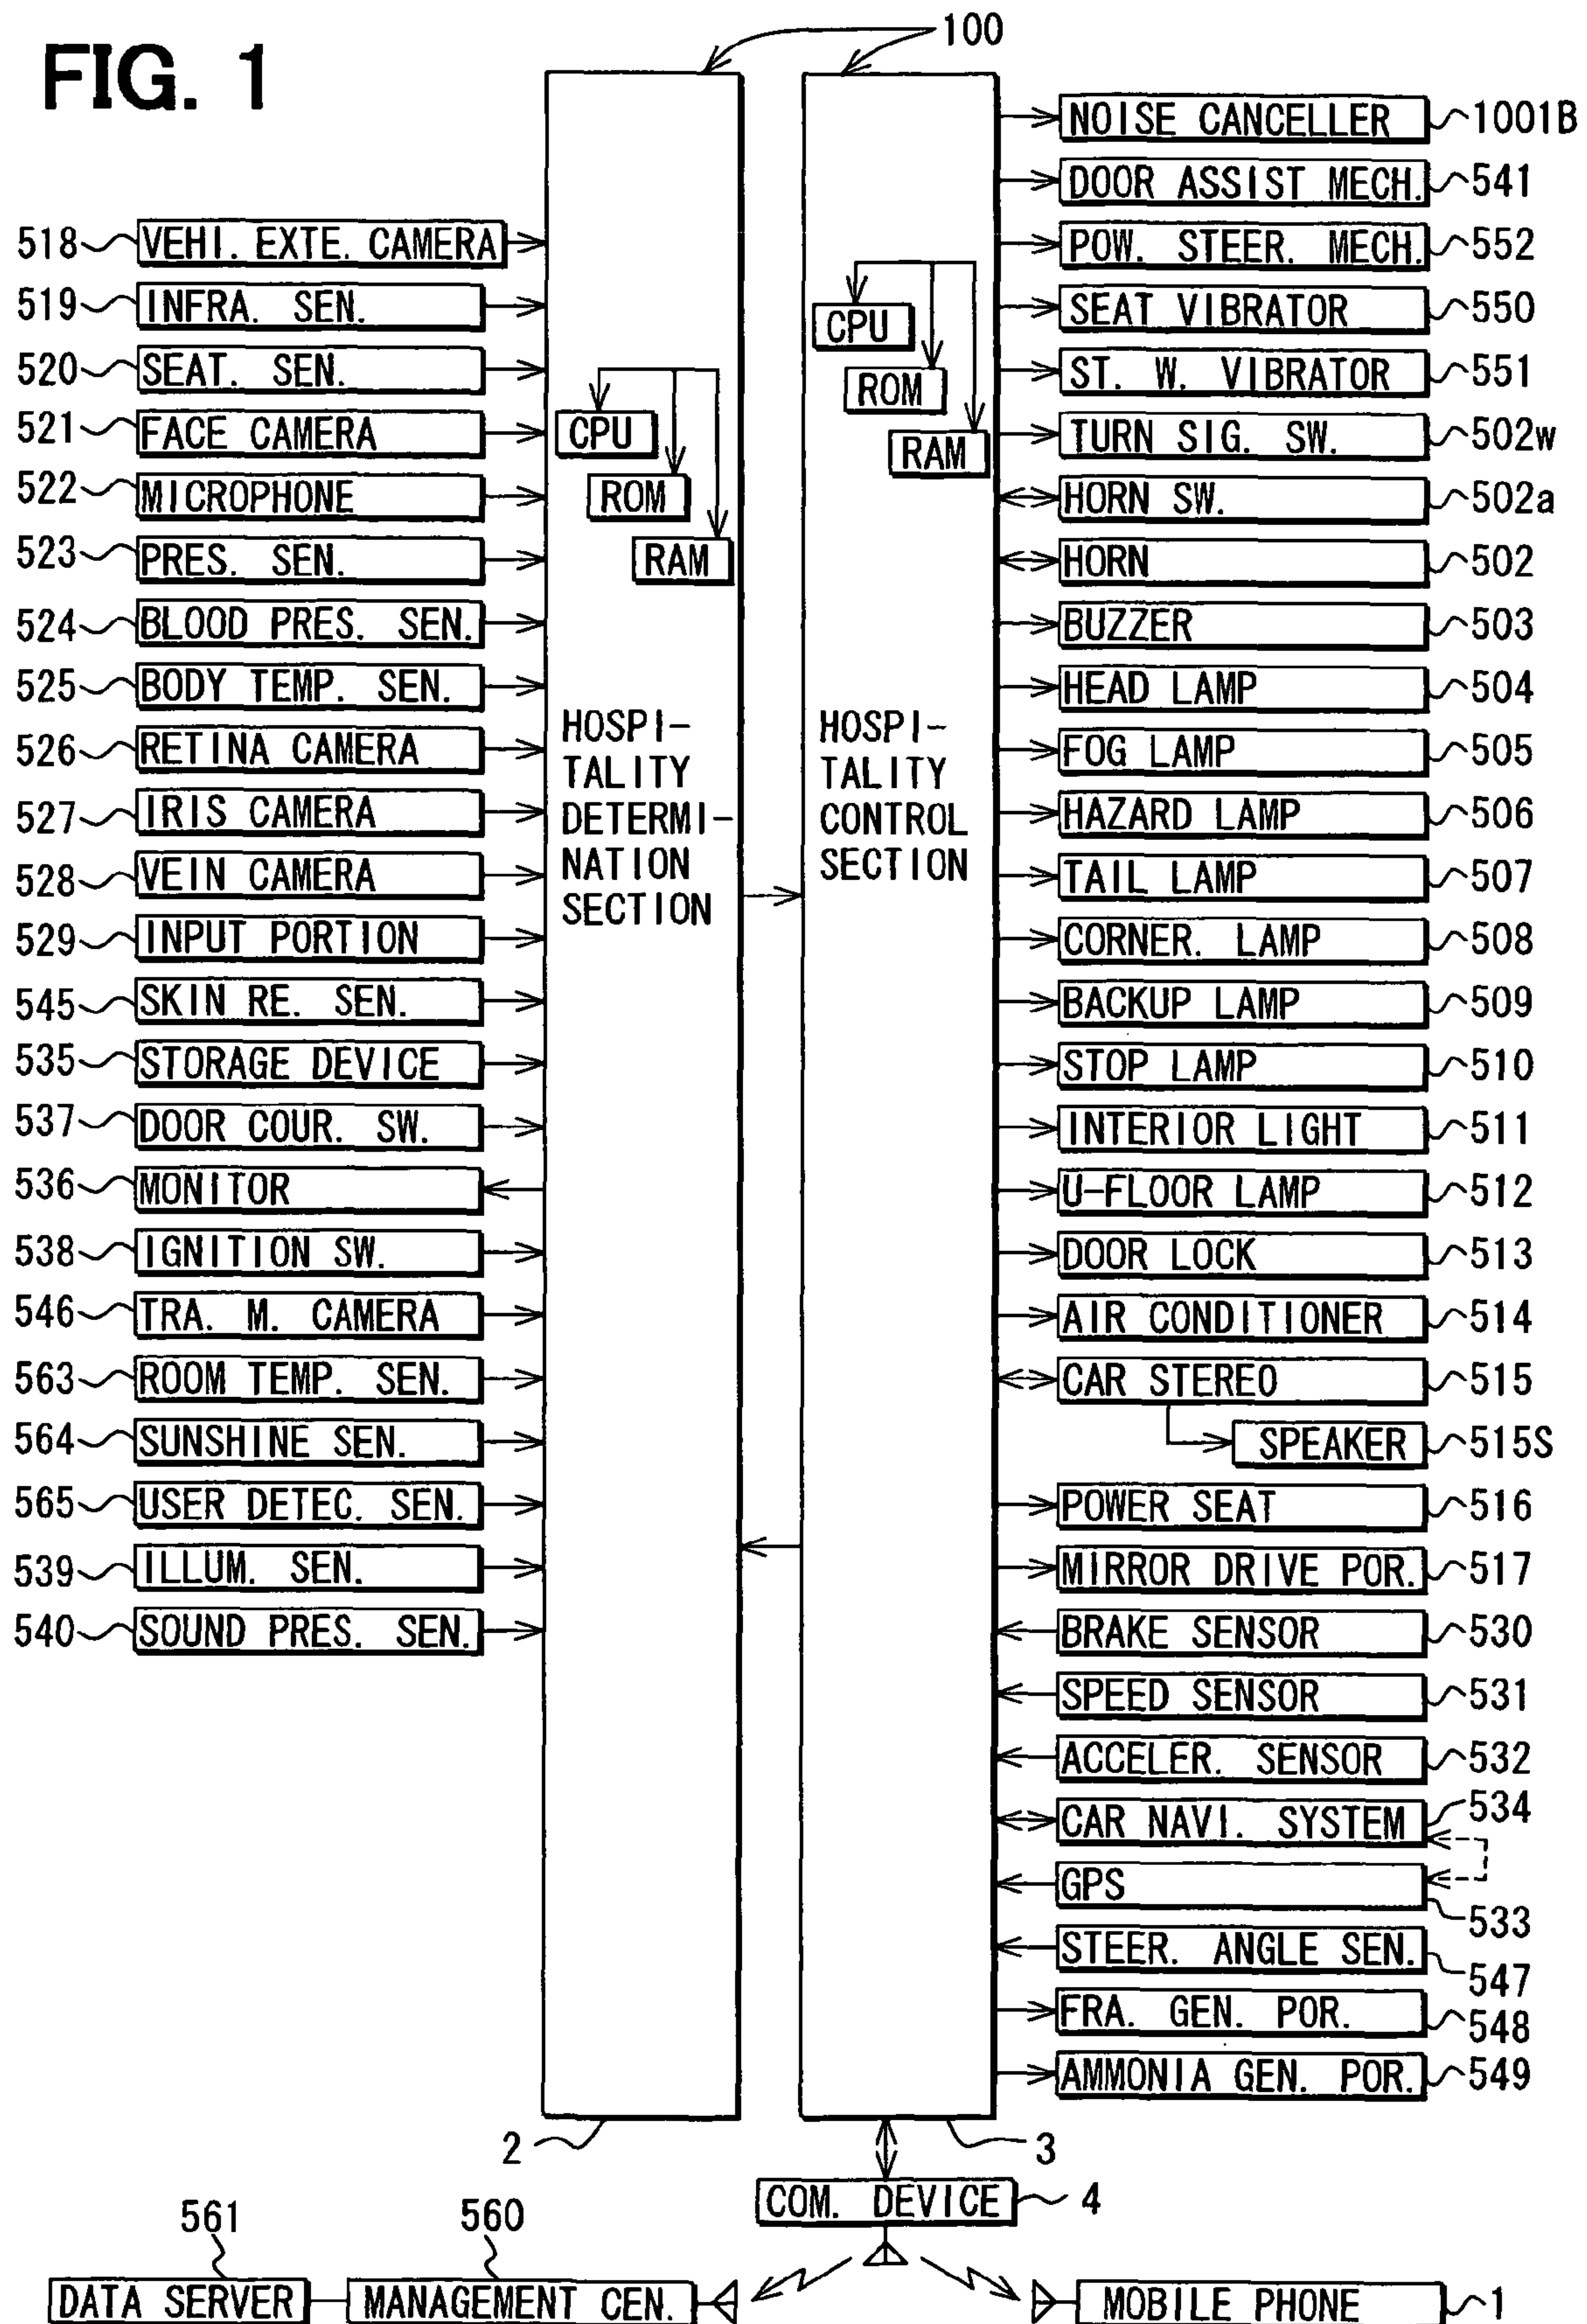 FIG. 1
100
518 VEHI. EXTE. CAMERA
519 INFRA. SEN.
520 SEAT. SEN.
521 FACE CAMERA
522 MICROPHONE
523 PRES. SEN.
524 BLOOD PRES. SEN.
525 BODY TEMP. SEN.
526 RETINA CAMERA
527 IRIS CAMERA
528 VEIN CAMERA
529 INPUT PORTION
545 SKIN RE. SEN.
535 STORAGE DEVICE
537 DOOR COUR. SW.
536 MONITOR
538 IGNITION SW.
546 TRA. M. CAMERA
563 ROOM TEMP. SEN.
564 SUNSHINE SEN.
565 USER DETEC. SEN.
539 ILLUM. SEN.
540 SOUND PRES. SEN.
CPU
ROM
RAM
HOSPI-
TALITY
DETERMI-
NATION
SECTION
2
CPU
ROM
RAM
HOSPI-
TALITY
CONTROL
SECTION
3
NOISE CANCELLER 1001B
DOOR ASSIST MECH. 541
POW. STEER. MECH. 552
SEAT VIBRATOR 550
ST. W. VIBRATOR 551
TURN SIG. SW. 502w
HORN SW. 502a
HORN 502
BUZZER 503
HEAD LAMP 504
FOG LAMP 505
HAZARD LAMP 506
TAIL LAMP 507
CORNER. LAMP 508
BACKUP LAMP 509
STOP LAMP 510
INTERIOR LIGHT 511
U-FLOOR LAMP 512
DOOR LOCK 513
AIR CONDITIONER 514
CAR STEREO 515
SPEAKER 515S
POWER SEAT 516
MIRROR DRIVE POR. 517
BRAKE SENSOR 530
SPEED SENSOR 531
ACCELER. SENSOR 532
CAR NAVI. SYSTEM 534
GPS 533
STEER. ANGLE SEN. 547
FRA. GEN. POR. 548
AMMONIA GEN. POR. 549
COM. DEVICE 4
561 560
DATA SERVER MANAGEMENT CEN. MOBILE PHONE 1